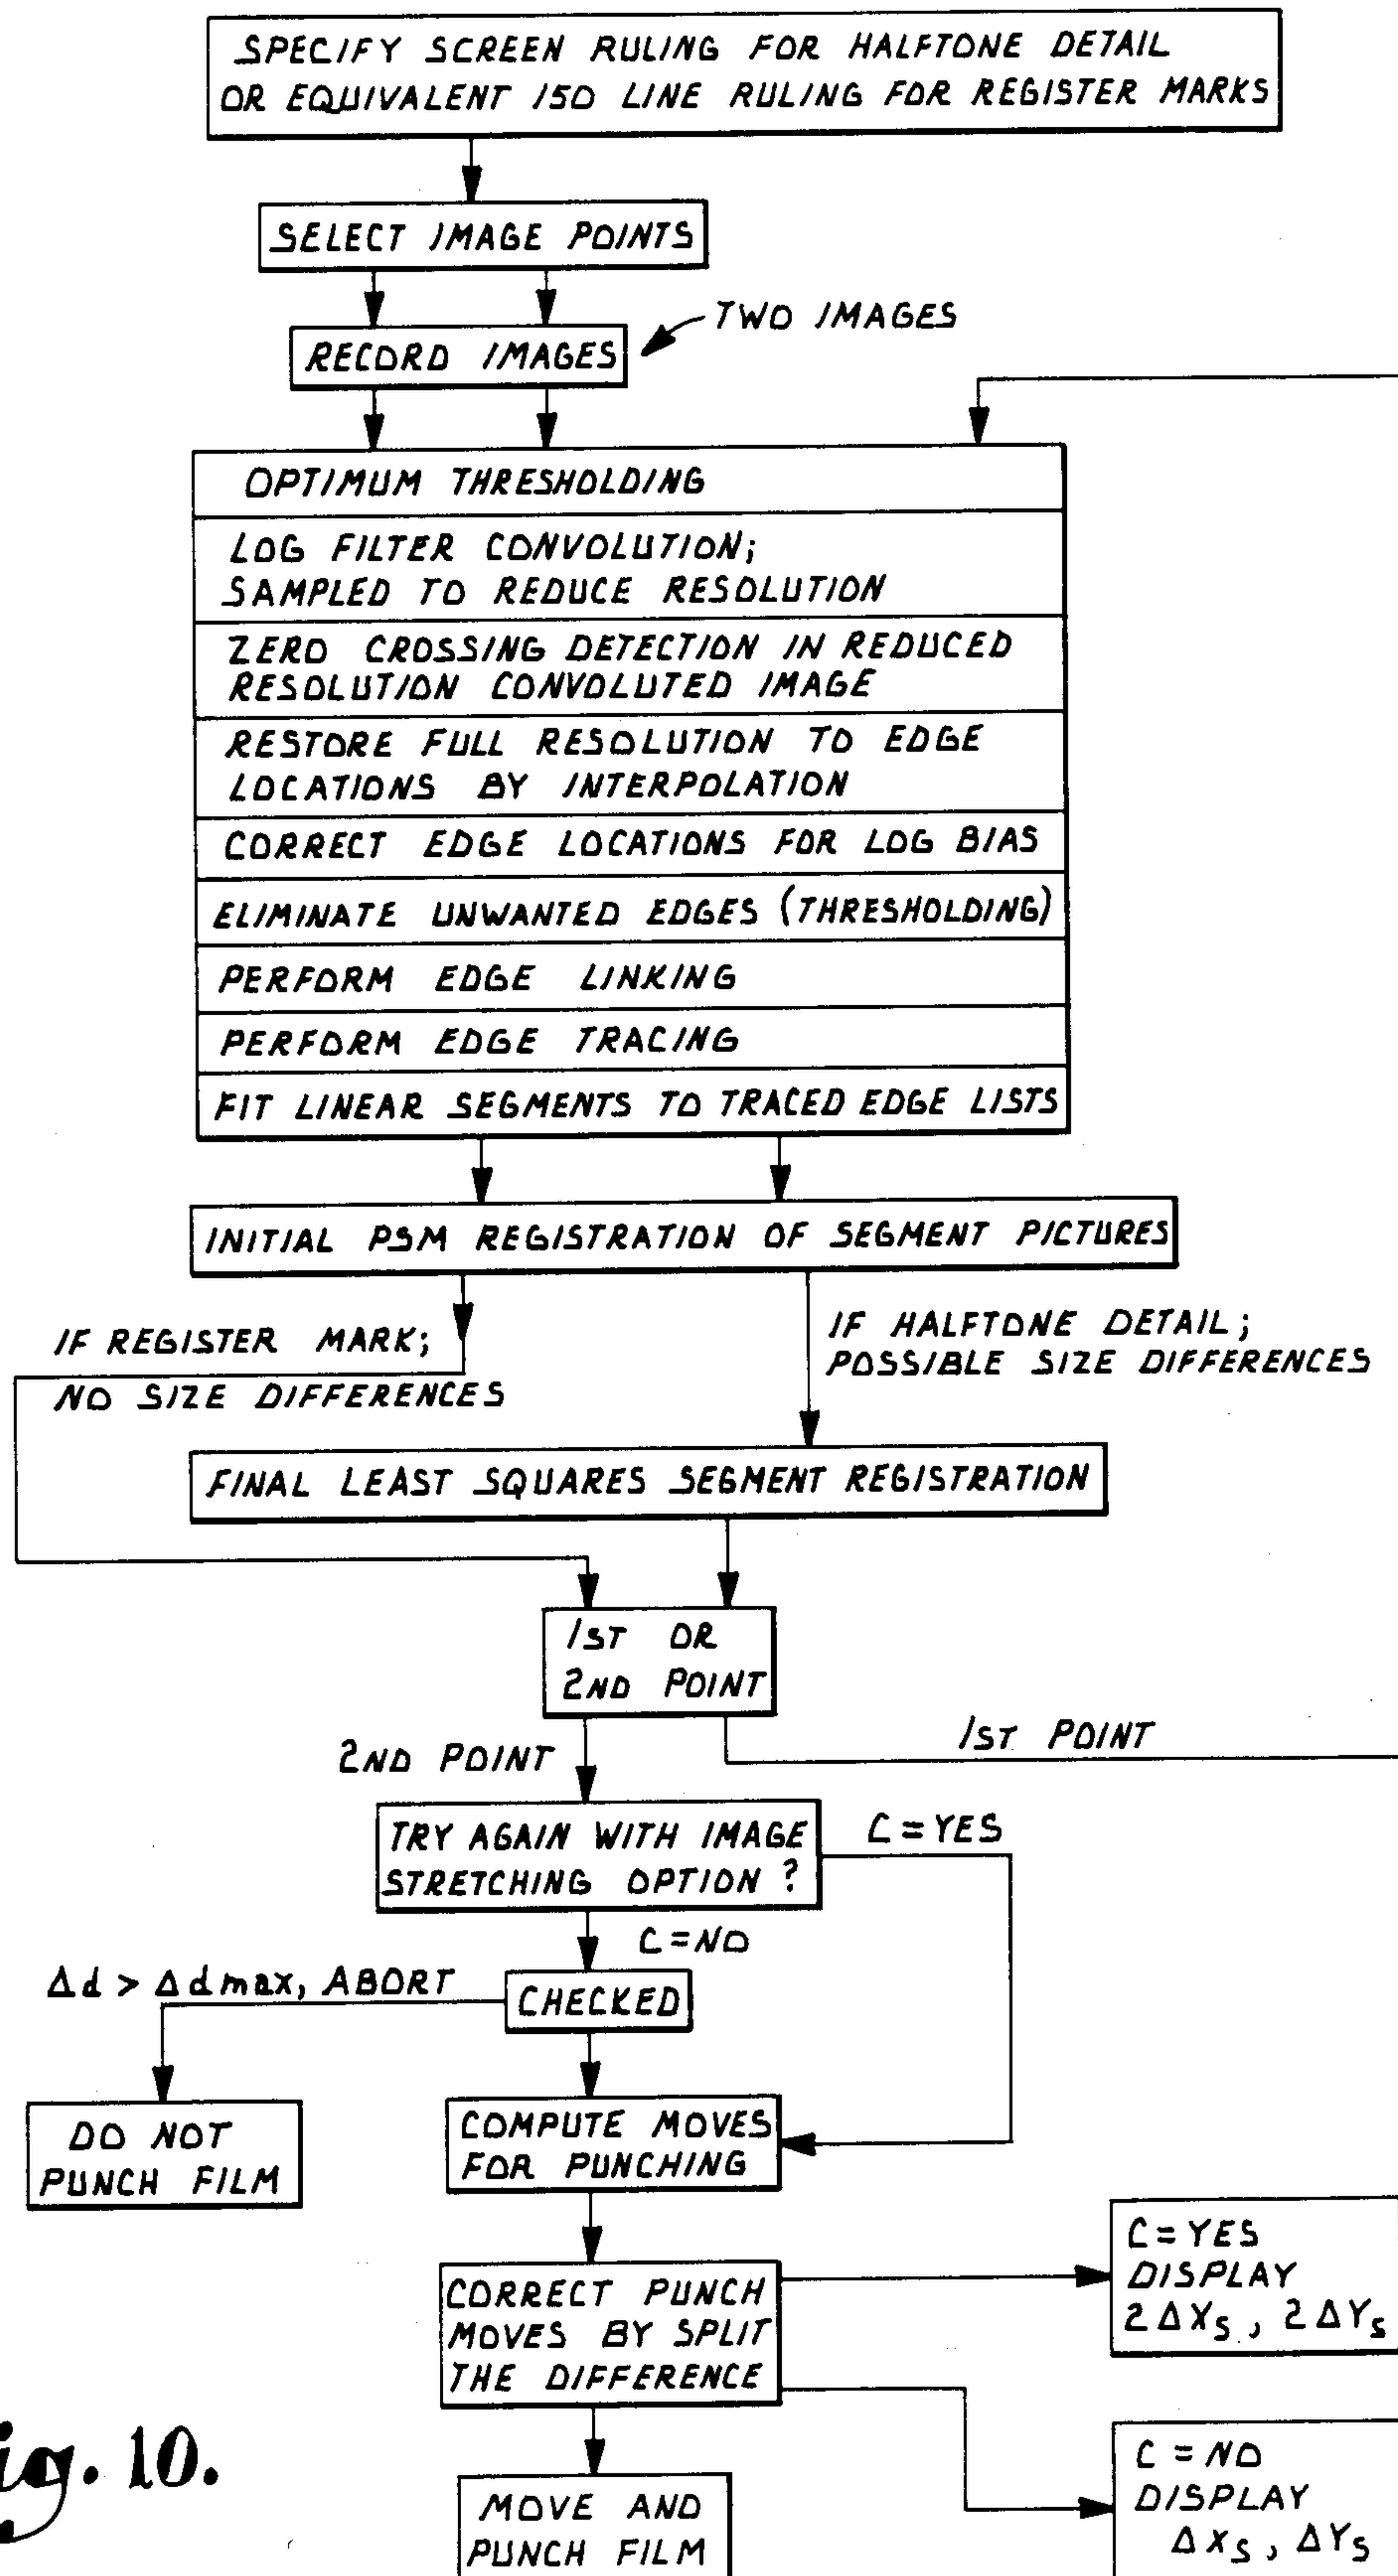 SPECIFY SCREEN RULING FOR HALFTONE DETAIL
OR EQUIVALENT 150 LINE RULING FOR REGISTER MARKS
SELECT IMAGE POINTS
TWO IMAGES
RECORD IMAGES
OPTIMUM THRESHOLDING
LOG FILTER CONVOLUTION;
SAMPLED TO REDUCE RESOLUTION
ZERO CROSSING DETECTION IN REDUCED
RESOLUTION CONVOLUTED IMAGE
RESTORE FULL RESOLUTION TO EDGE
LOCATIONS BY INTERPOLATION
CORRECT EDGE LOCATIONS FOR LOG BIAS
ELIMINATE UNWANTED EDGES (THRESHOLDING)
PERFORM EDGE LINKING
PERFORM EDGE TRACING
FIT LINEAR SEGMENTS TO TRACED EDGE LISTS
INITIAL PSM REGISTRATION OF SEGMENT PICTURES
IF REGISTER MARK;
NO SIZE DIFFERENCES
IF HALFTONE DETAIL;
POSSIBLE SIZE DIFFERENCES
FINAL LEAST SQUARES SEGMENT REGISTRATION
1ST OR
2ND POINT
2ND POINT
1ST POINT
TRY AGAIN WITH IMAGE
STRETCHING OPTION?
C=YES
C=NO
Δd > Δdmax, ABORT
CHECKED
DO NOT
PUNCH FILM
COMPUTE MOVES
FOR PUNCHING
CORRECT PUNCH
MOVES BY SPLIT
THE DIFFERENCE
C=YES
DISPLAY
2ΔXS, 2ΔYS
C = NO
DISPLAY
ΔXS, ΔYS
MOVE AND
PUNCH FILM
ig. 10.